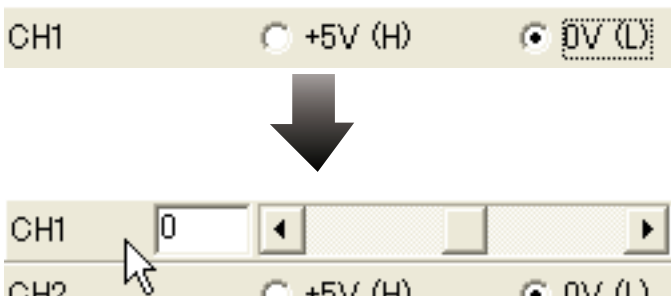 CH1 +5V (H) 0V (L)
CH1 0
CH2 +5V (H) 0V (L)